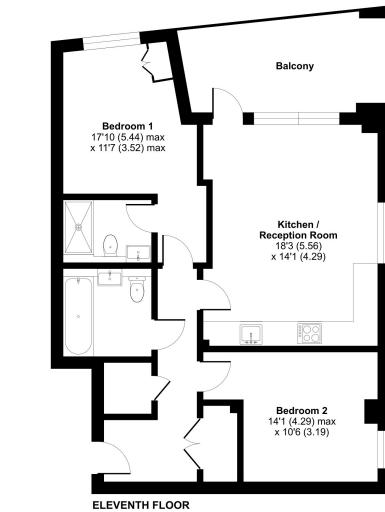 Balcony
Bedroom 1
17'10 (5.44) max
x 11'7 (3.52) max
Kitchen /
Reception Room
18'3 (5.56)
x 14'1 (4.29)
Bedroom 2
14'1 (4.29) max
x 10'6 (3.19)
ELEVENTH FLOOR